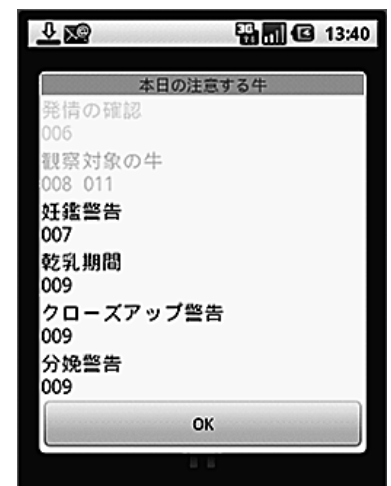 3G
13:40
本日の注意する牛
発情の確認
006
観察対象の牛
008 011
妊鑑警告
007
乾乳期間
009
クローズアップ警告
009
分娩警告
009
OK